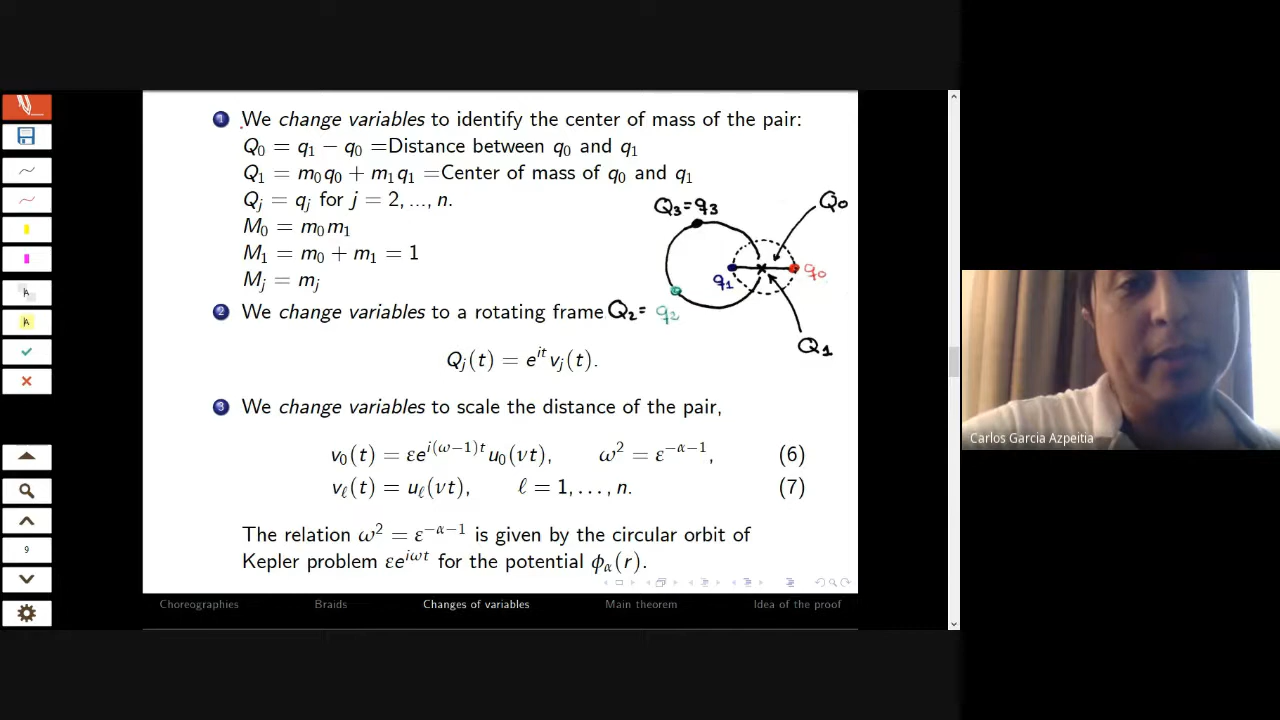 1 We change variables to identify the center of mass of the pair:
Q₀ = q₁ − q₀ =Distance between q₀ and q₁
Q₁ = m₀q₀ + m₁q₁ =Center of mass of q₀ and q₁
Qⱼ = qⱼ for j = 2, ..., n.
M₀ = m₀m₁
M₁ = m₀ + m₁ = 1
Mⱼ = mⱼ
Q₃=q₃
Q₀
q₁
q₀
Q₂= q₂
Q₁
2 We change variables to a rotating frame
Qⱼ(t) = e^{it} vⱼ(t).
3 We change variables to scale the distance of the pair,
v₀(t) = εe^{i(ω−1)t} u₀(νt), ω² = ε^{−α−1}, (6)
v_ℓ(t) = u_ℓ(νt), ℓ = 1, . . . , n. (7)
The relation ω² = ε^{−α−1} is given by the circular orbit of
Kepler problem εe^{iωt} for the potential ϕ_α(r).
Choreographies Braids Changes of variables Main theorem Idea of the proof
A
A
9
Carlos Garcia Azpeitia